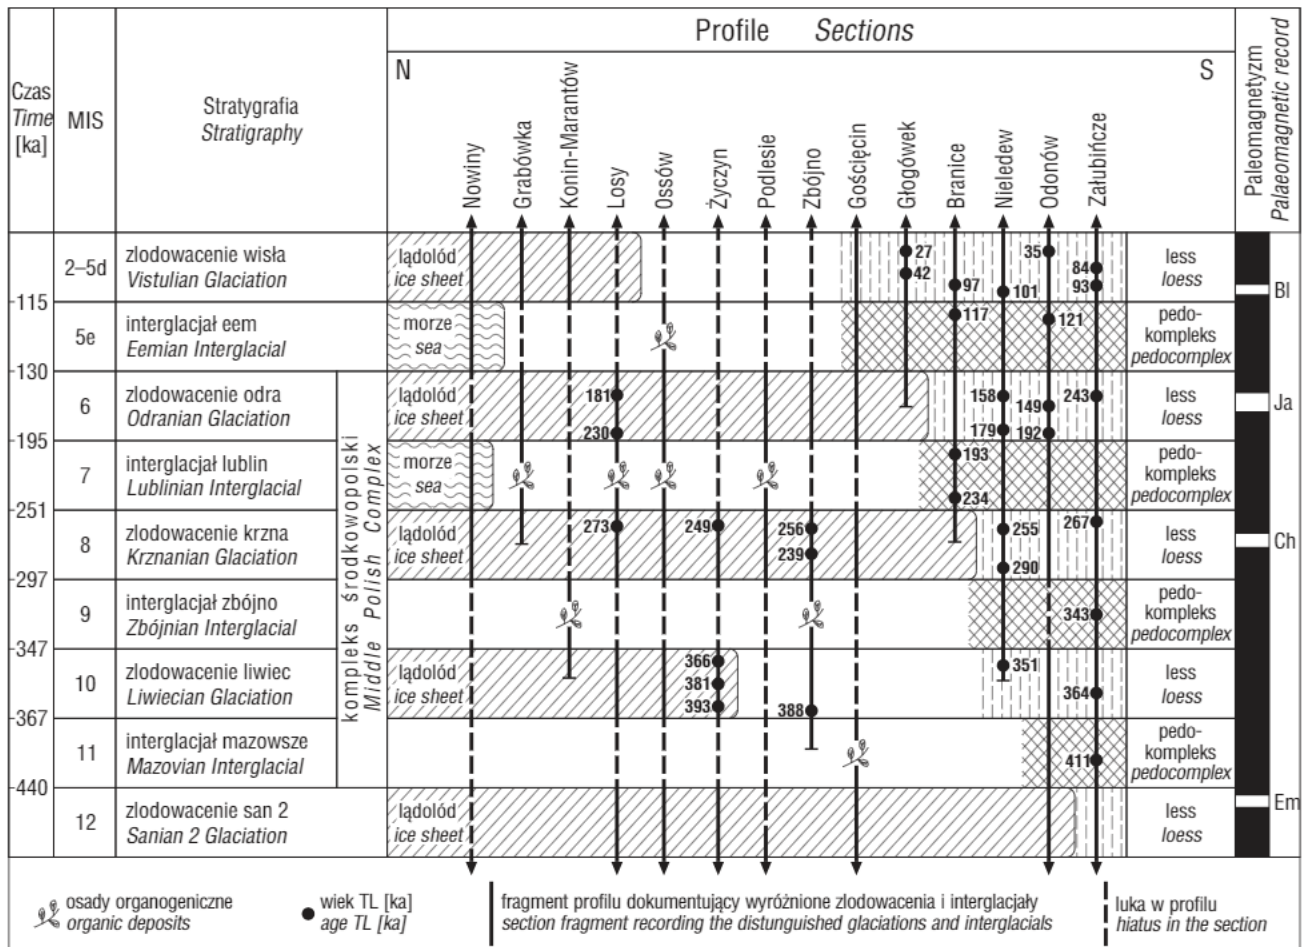 Profile Sections
N S
Czas
Time
[ka]
MIS
Stratygrafia
Stratigraphy
Nowiny
Grabówka
Konin-Marantów
Losy
Ossów
Życzyn
Podlesie
Zbójno
Gościęcin
Głogówek
Branice
Nieledew
Odonów
Załubińcze
Paleomagnetyzm
Palaeomagnetic record
2–5d
zlodowacenie wisła
Vistulian Glaciation
lądolód
ice sheet
27
42
97
101
35
84
93
less
loess
Bl
115
5e
interglacjał eem
Eemian Interglacial
morze
sea
117
121
pedo-
kompleks
pedocomplex
130
kompleks środkowopolski
Middle Polish Complex
6
zlodowacenie odra
Odranian Glaciation
lądolód
ice sheet
181
230
158
179
149
192
243
less
loess
Ja
195
7
interglacjał lublin
Lublinian Interglacial
morze
sea
193
234
pedo-
kompleks
pedocomplex
251
8
zlodowacenie krzna
Krznanian Glaciation
lądolód
ice sheet
273
249
256
239
255
290
267
less
loess
Ch
297
9
interglacjał zbójno
Zbójnian Interglacial
343
pedo-
kompleks
pedocomplex
347
10
zlodowacenie liwiec
Liwiecian Glaciation
lądolód
ice sheet
366
381
393
388
351
364
less
loess
367
11
interglacjał mazowsze
Mazovian Interglacial
411
pedo-
kompleks
pedocomplex
440
12
zlodowacenie san 2
Sanian 2 Glaciation
lądolód
ice sheet
less
loess
Em
osady organogeniczne
organic deposits
wiek TL [ka]
age TL [ka]
fragment profilu dokumentujący wyróżnione zlodowacenia i interglacjały
section fragment recording the distinguished glaciations and interglacials
luka w profilu
hiatus in the section